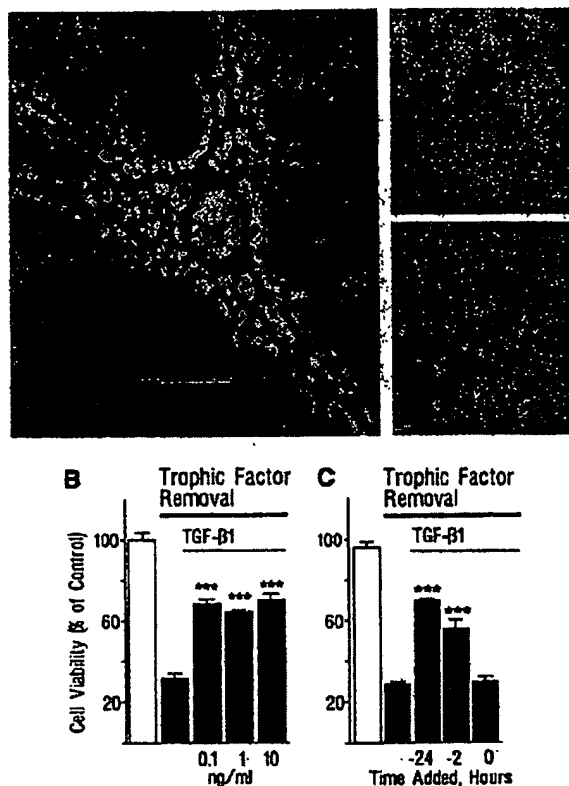 B
Trophic Factor
Removal
TGF-β1
***
***
***
100
60
20
Cell Viability (% of Control)
0.1 1 10
ng/ml
C
Trophic Factor
Removal
TGF-β1
***
***
100
60
20
-24 -2 0
Time Added, Hours